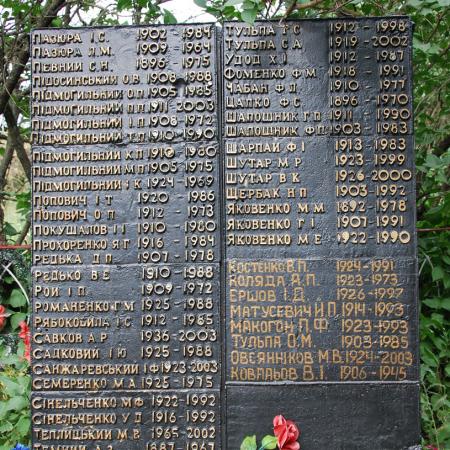 ПАЗЮРА І.С. 1902 - 1984
ПАЗЮРА Л.М. 1909 - 1964
ПЕВНИЙ С.Н. 1896 - 1975
ПІДОСИНСЬКИЙ О.В 1908 - 1988
ПІДМОГИЛЬНИЙ О.П 1905 - 1985
ПІДМОГИЛЬНИЙ О.П 1911 - 2003
ПІДМОГИЛЬНИЙ І.П 1908 - 1972
ПІДМОГИЛЬНИЙ Г.П 1910 - 1990
ПІДМОГИЛЬНИЙ К.П 1910 - 1980
ПІДМОГИЛЬНИЙ М.П 1905 - 1975
ПІДМОГИЛЬНИЙ К 1924 - 1969
ПОПОВИЧ І Т 1920 - 1986
ПОПОВИЧ О П 1912 - 1973
ПОКУШАЛОВ І І 1910 - 1980
ПРОХОРЕНКО Я Г 1916 - 1984
РЕДЬКА Д П 1907 - 1978
РЕДЬКО В Е 1910 - 1988
РОЙ І П 1909 - 1972
РОМАНЕНКО Г М 1925 - 1988
РЯБОКОБИЛА Т С 1912 - 1985
САВКОВ А Р 1936 - 2003
САДКОВИЙ І Ю 1925 - 1988
САНЖАРЕВСЬКИЙ І Ф 1923 - 2003
СЕМЕРЕНКО М А 1925 - 1975
СІНЕЛЬЧЕНКО М Ф 1922 - 1992
СІНЕЛЬЧЕНКО У Д 1916 - 1992
ТЕПЛИЦЬКИЙ М В 1965 - 2002
1887 - 1967
ТУЛЬПА Т С 1912 - 1998
ТУЛЬПА С А 1919 - 2002
УДОД Х І 1912 - 1987
ФОМЕНКО Ф М 1918 - 1991
ЧАБАН Ф Л 1910 - 1977
ЦАПКО Ф С 1896 - 1970
ШАПОШНИК Г П 1911 - 1990
ШАПОШНИК Ф П 1903 - 1983
ШАРПАЙ Ф І 1913 - 1983
ШУТАР М Р 1923 - 1999
ШУТАР В К 1926 - 2000
ЩЕРБАК Н П 1903 - 1992
ЯКОВЕНКО М М 1892 - 1978
ЯКОВЕНКО Г І 1907 - 1991
ЯКОВЕНКО М Е 1922 - 1990
КОСТЕНКО В.П. 1924-1991
КОЛЯДА А.П. 1923-1973
ЕРШОВ І.Д. 1926-1997
МАТУСЕВИЧ И.П. 1914-1993
МАКОГОН П.Ф. 1923-1993
ТУЛЬПА О.М. 1903-1985
ОВСЯННІКОВ М.В. 1924-2003
КОВПАЬОВ В.І 1906-1945